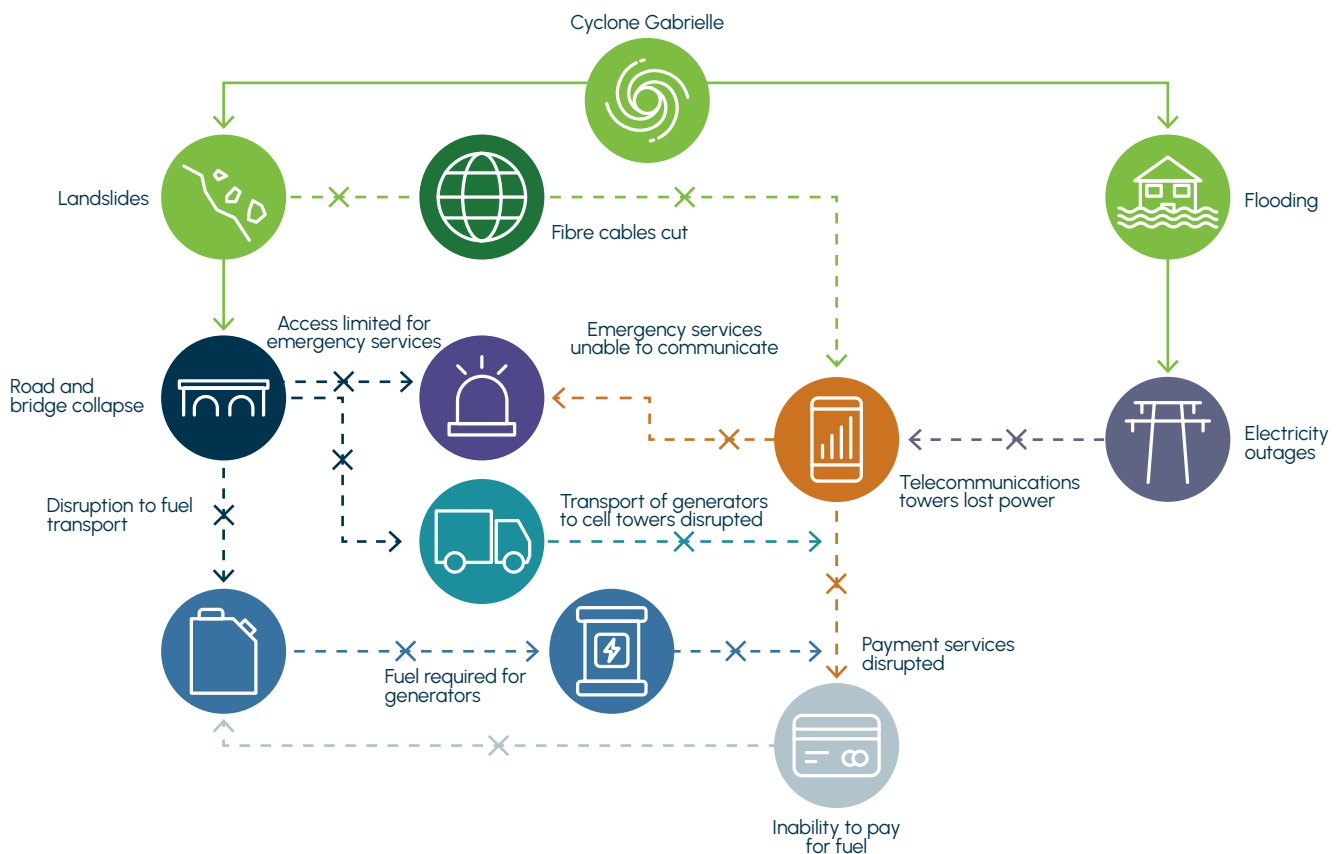 Cyclone Gabrielle
Landslides
Fibre cables cut
Flooding
Access limited for
emergency services
Emergency services
unable to communicate
Road and
bridge collapse
Electricity
outages
Telecommunications
towers lost power
Disruption to fuel
transport
Transport of generators
to cell towers disrupted
Fuel required for
generators
Payment services
disrupted
Inability to pay
for fuel